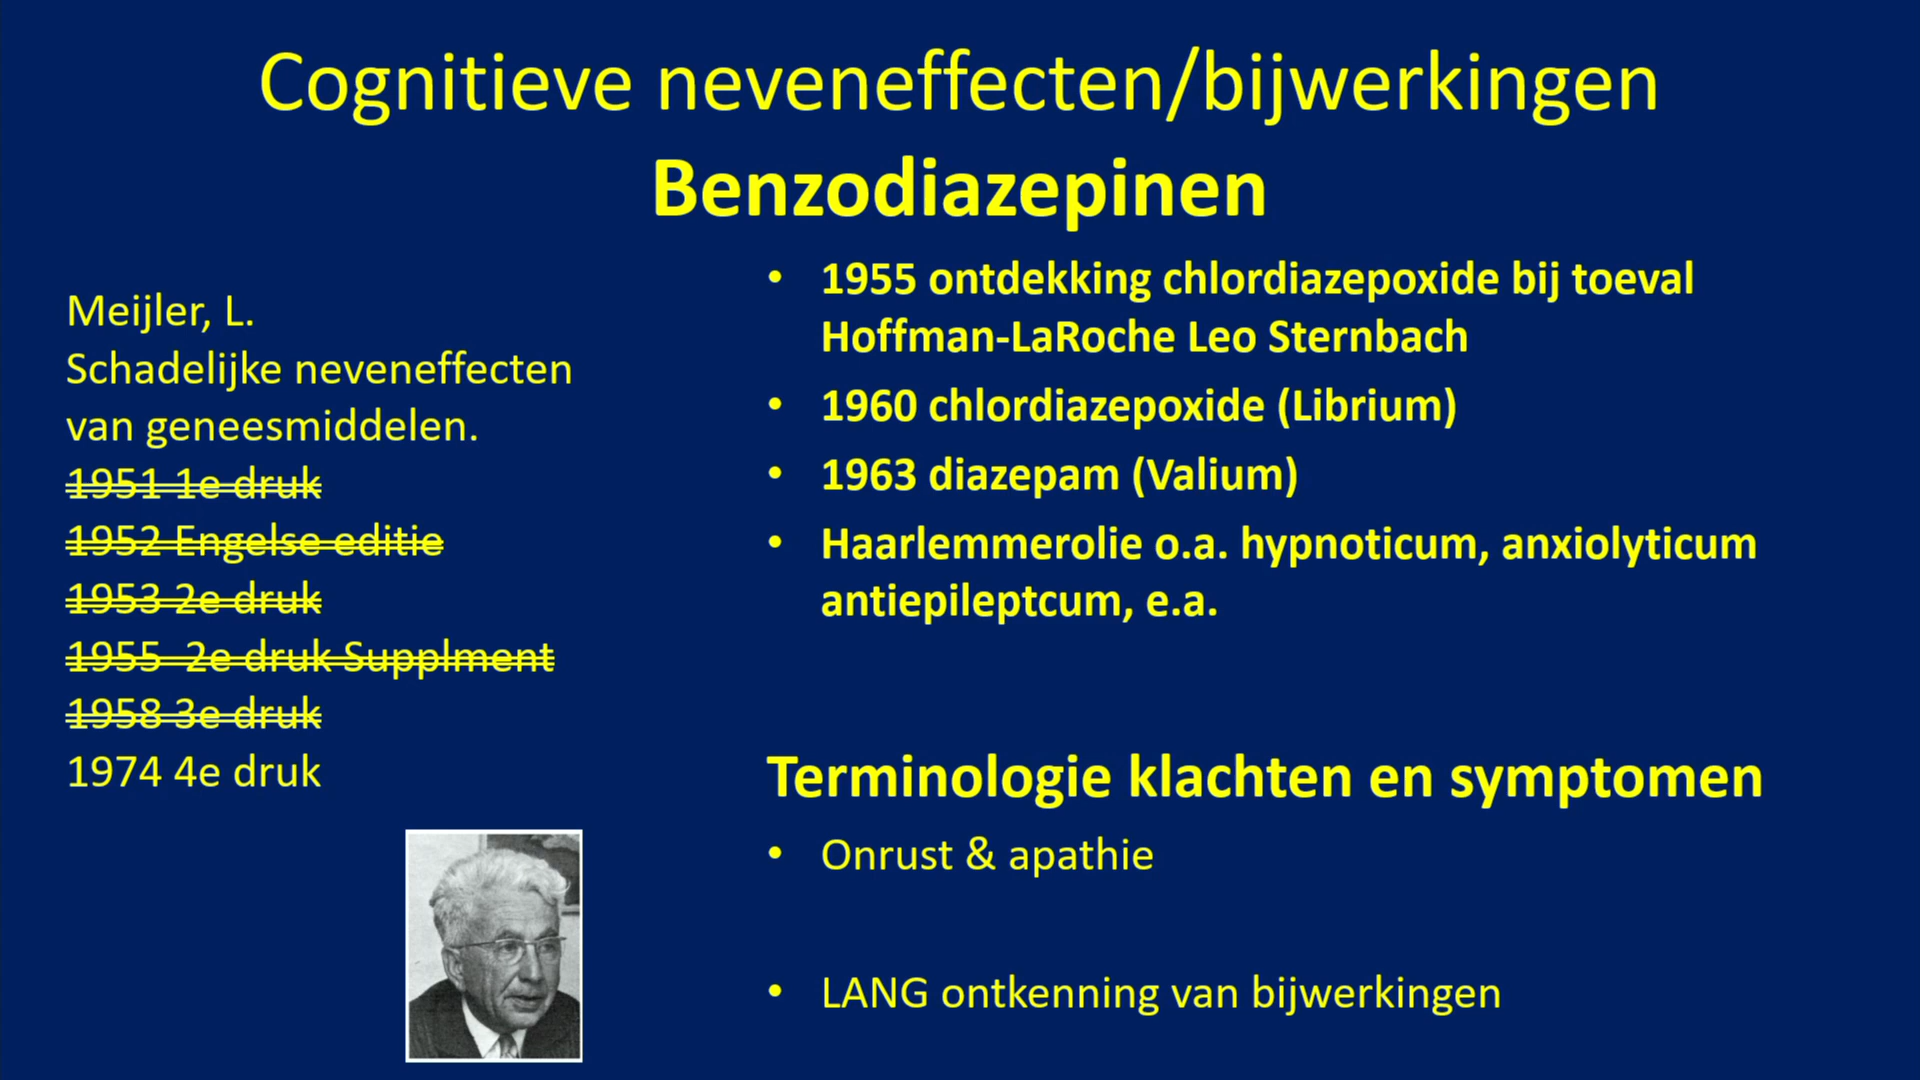 Cognitieve neveneffecten/bijwerkingen
Benzodiazepinen
Meijler, L.
Schadelijke neveneffecten
van geneesmiddelen.
1951 1e druk
1952 Engelse editie
1953 2e druk
1955  2e druk Supplment
1958 3e druk
1974 4e druk
• 1955 ontdekking chlordiazepoxide bij toeval
Hoffman-LaRoche Leo Sternbach
• 1960 chlordiazepoxide (Librium)
• 1963 diazepam (Valium)
• Haarlemmerolie o.a. hypnoticum, anxiolyticum
antiepileptcum, e.a.
Terminologie klachten en symptomen
• Onrust & apathie
• LANG ontkenning van bijwerkingen